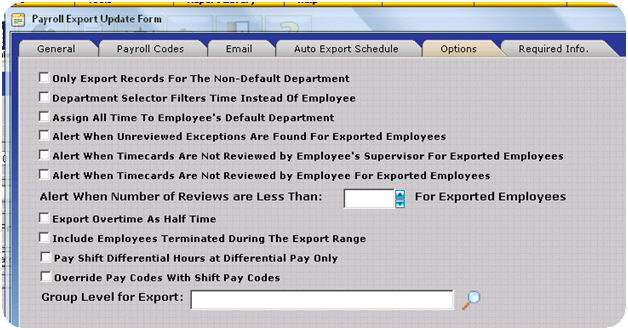 Payroll Export Update Form
General Payroll Codes Email Auto Export Schedule Options Required Info.
Only Export Records For The Non-Default Department
Department Selector Filters Time Instead Of Employee
Assign All Time To Employee's Default Department
Alert When Unreviewed Exceptions Are Found For Exported Employees
Alert When Timecards Are Not Reviewed by Employee's Supervisor For Exported Employees
Alert When Timecards Are Not Reviewed by Employee For Exported Employees
Alert When Number of Reviews are Less Than: For Exported Employees
Export Overtime As Half Time
Include Employees Terminated During The Export Range
Pay Shift Differential Hours at Differential Pay Only
Override Pay Codes With Shift Pay Codes
Group Level for Export: